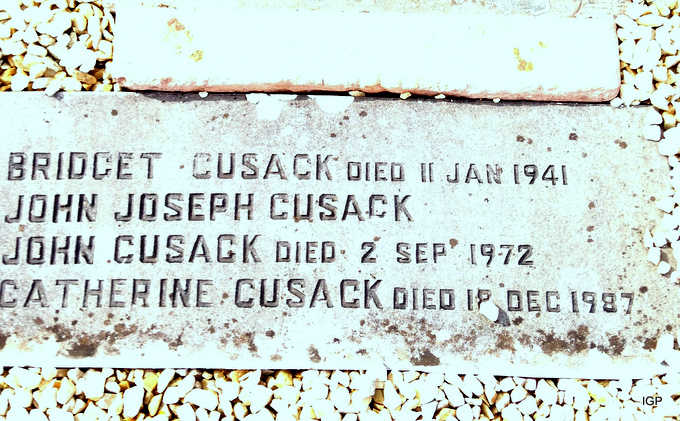 BRIDGET CUSACK DIED 11 JAN 1941
JOHN JOSEPH CUSACK
JOHN CUSACK DIED 2 SEP 1972
CATHERINE CUSACK DIED 18 DEC 1987
IGP